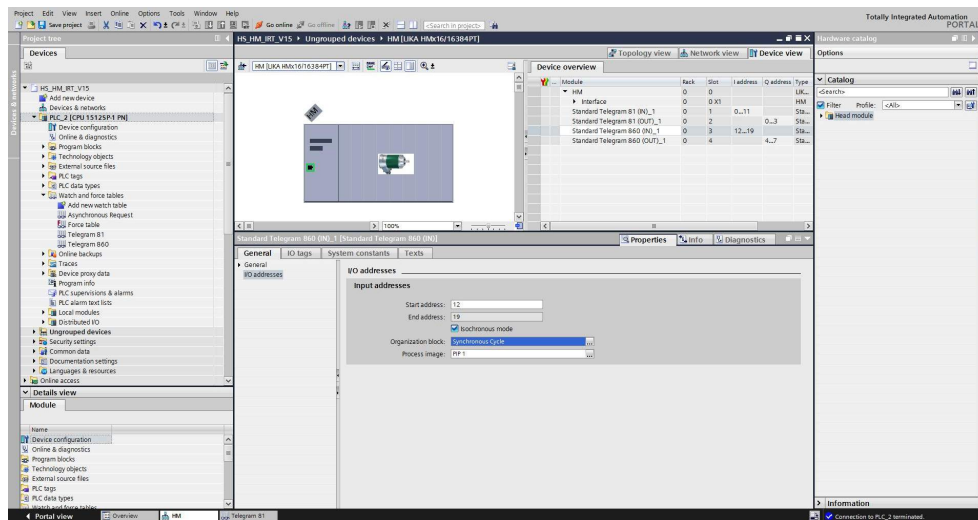 Project Edit View Insert Online Options Tools Window Help
Totally Integrated Automation
PORTAL
Save project Go online Go offline <Search in project>
Project tree
HS_HM_IRT_V15 Ungrouped devices HM [LIKA HMx16/16384PT]
Hardware catalog
Devices
Topology view Network view Device view
Options
HM [LIKA HMx16/16384PT]
Device overview
Module Rack Slot I address Q address Type
HM 0 0 LIK...
Interface 0 0 X1 HM
Standard Telegram 81 (IN)_1 0 1 0...11 Sta...
Standard Telegram 81 (OUT)_1 0 2 0...3 Sta...
Standard Telegram 860 (IN)_1 0 3 12...19 Sta...
Standard Telegram 860 (OUT)_1 0 4 4...7 Sta...
Catalog
<Search>
Filter Profile: <All>
Head module
Devices & networks
HS_HM_IRT_V15
Add new device
Devices & networks
PLC_2 [CPU 1512SP-1 PN]
Device configuration
Online & diagnostics
Program blocks
Technology objects
External source files
PLC tags
PLC data types
Watch and force tables
Add new watch table
Asynchronous Request
Force table
Telegram 81
Telegram 860
Online backups
Traces
Device proxy data
Program info
PLC supervisions & alarms
PLC alarm text lists
Local modules
Distributed I/O
Ungrouped devices
Security settings
Common data
Documentation settings
Languages & resources
Online access
HM
100%
Standard Telegram 860 (IN)_1 [Standard Telegram 860 (IN)]
Properties Info Diagnostics
General IO tags System constants Texts
General
I/O addresses
I/O addresses
Input addresses
Start address: 12
End address: 19
Isochronous mode
Organization block: Synchronous Cycle
Process image: PIP 1
Details view
Module
Name
Device configuration
Online & diagnostics
Program blocks
Technology objects
External source files
PLC tags
PLC data types
Watch and force tables
Information
Portal view Overview HM Telegram 81
Connection to PLC_2 terminated.